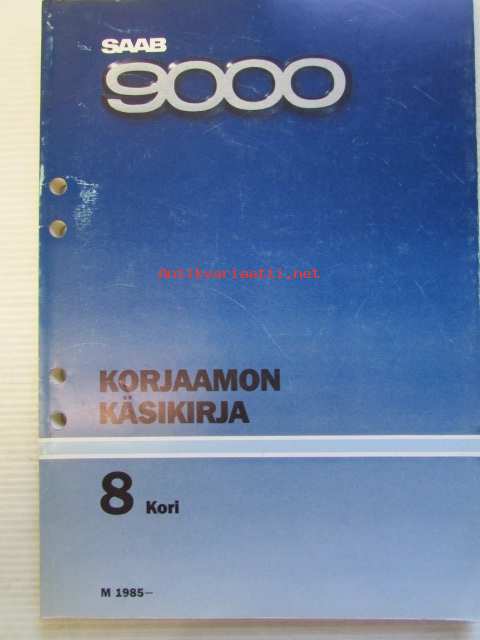 SAAB
9000
Antikvariaatti.net
KORJAAMON
KÄSIKIRJA
8 Kori
M 1985–